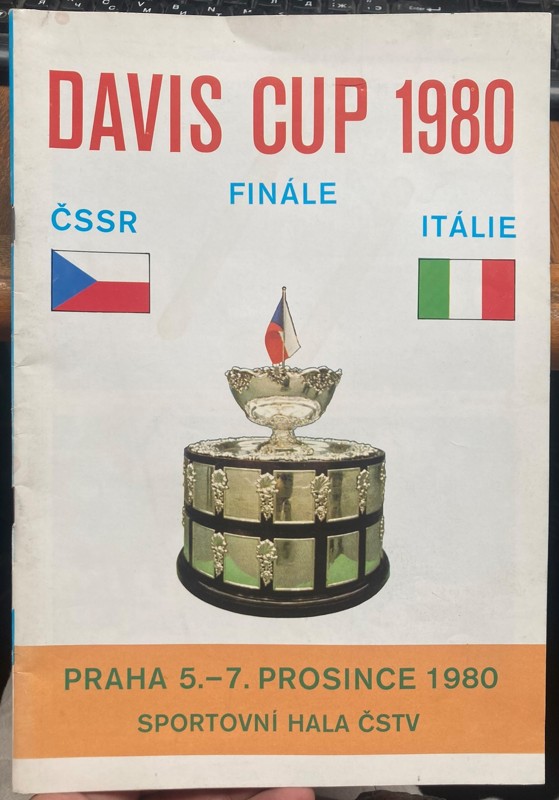 DAVIS CUP 1980
FINÁLE
ČSSR
ITÁLIE
PRAHA 5.–7. PROSINCE 1980
SPORTOVNÍ HALA ČSTV